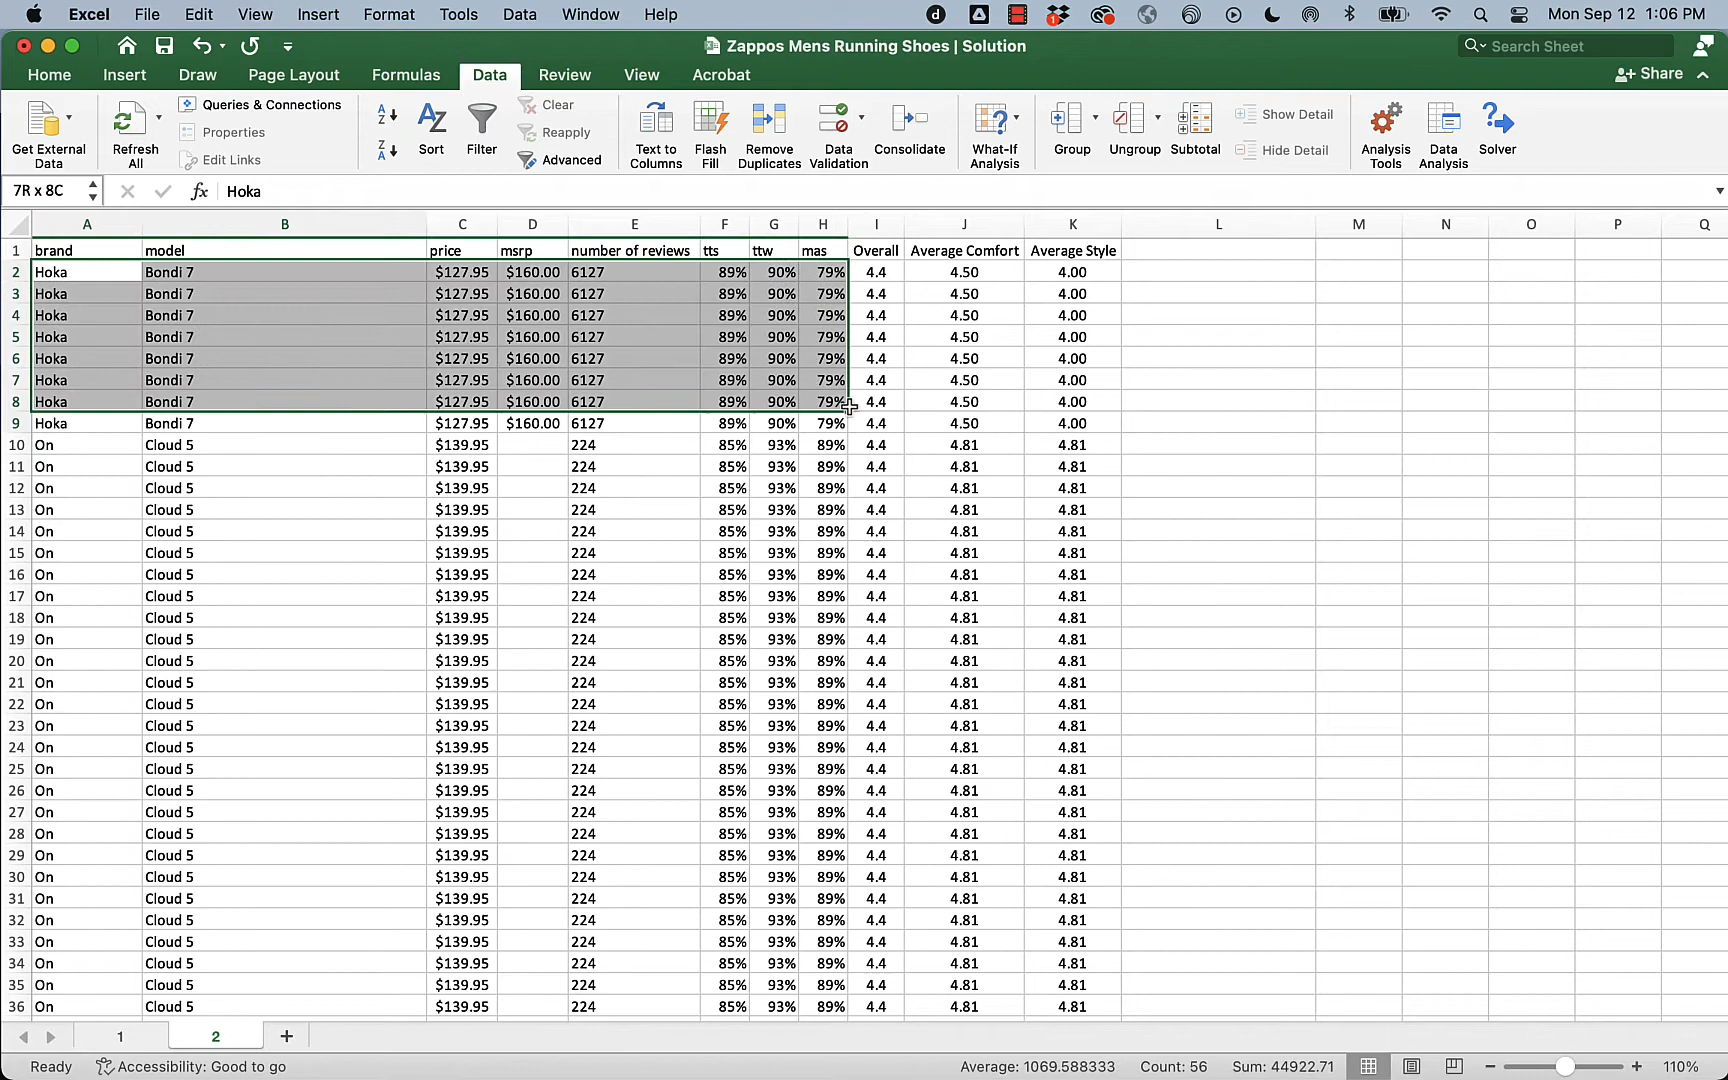 Excel File Edit View Insert Format Tools Data Window Help Mon Sep 12 1:06 PM
Zappos Mens Running Shoes | Solution
Search Sheet
Home Insert Draw Page Layout Formulas Data Review View Acrobat Share
Get External Data
Refresh All
Queries & Connections
Properties
Edit Links
Sort
Filter
Clear
Reapply
Advanced
Text to Columns
Flash Fill
Remove Duplicates
Data Validation
Consolidate
What-If Analysis
Group
Ungroup
Subtotal
Show Detail
Hide Detail
Analysis Tools
Data Analysis
Solver
7R x 8C fx Hoka
A B C D E F G H I J K L M N O P Q
1 brand model price msrp number of reviews tts ttw mas Overall Average Comfort Average Style
2 Hoka Bondi 7 $127.95 $160.00 6127 89% 90% 79% 4.4 4.50 4.00
3 Hoka Bondi 7 $127.95 $160.00 6127 89% 90% 79% 4.4 4.50 4.00
4 Hoka Bondi 7 $127.95 $160.00 6127 89% 90% 79% 4.4 4.50 4.00
5 Hoka Bondi 7 $127.95 $160.00 6127 89% 90% 79% 4.4 4.50 4.00
6 Hoka Bondi 7 $127.95 $160.00 6127 89% 90% 79% 4.4 4.50 4.00
7 Hoka Bondi 7 $127.95 $160.00 6127 89% 90% 79% 4.4 4.50 4.00
8 Hoka Bondi 7 $127.95 $160.00 6127 89% 90% 79% 4.4 4.50 4.00
9 Hoka Bondi 7 $127.95 $160.00 6127 89% 90% 79% 4.4 4.50 4.00
10 On Cloud 5 $139.95 224 85% 93% 89% 4.4 4.81 4.81
11 On Cloud 5 $139.95 224 85% 93% 89% 4.4 4.81 4.81
12 On Cloud 5 $139.95 224 85% 93% 89% 4.4 4.81 4.81
13 On Cloud 5 $139.95 224 85% 93% 89% 4.4 4.81 4.81
14 On Cloud 5 $139.95 224 85% 93% 89% 4.4 4.81 4.81
15 On Cloud 5 $139.95 224 85% 93% 89% 4.4 4.81 4.81
16 On Cloud 5 $139.95 224 85% 93% 89% 4.4 4.81 4.81
17 On Cloud 5 $139.95 224 85% 93% 89% 4.4 4.81 4.81
18 On Cloud 5 $139.95 224 85% 93% 89% 4.4 4.81 4.81
19 On Cloud 5 $139.95 224 85% 93% 89% 4.4 4.81 4.81
20 On Cloud 5 $139.95 224 85% 93% 89% 4.4 4.81 4.81
21 On Cloud 5 $139.95 224 85% 93% 89% 4.4 4.81 4.81
22 On Cloud 5 $139.95 224 85% 93% 89% 4.4 4.81 4.81
23 On Cloud 5 $139.95 224 85% 93% 89% 4.4 4.81 4.81
24 On Cloud 5 $139.95 224 85% 93% 89% 4.4 4.81 4.81
25 On Cloud 5 $139.95 224 85% 93% 89% 4.4 4.81 4.81
26 On Cloud 5 $139.95 224 85% 93% 89% 4.4 4.81 4.81
27 On Cloud 5 $139.95 224 85% 93% 89% 4.4 4.81 4.81
28 On Cloud 5 $139.95 224 85% 93% 89% 4.4 4.81 4.81
29 On Cloud 5 $139.95 224 85% 93% 89% 4.4 4.81 4.81
30 On Cloud 5 $139.95 224 85% 93% 89% 4.4 4.81 4.81
31 On Cloud 5 $139.95 224 85% 93% 89% 4.4 4.81 4.81
32 On Cloud 5 $139.95 224 85% 93% 89% 4.4 4.81 4.81
33 On Cloud 5 $139.95 224 85% 93% 89% 4.4 4.81 4.81
34 On Cloud 5 $139.95 224 85% 93% 89% 4.4 4.81 4.81
35 On Cloud 5 $139.95 224 85% 93% 89% 4.4 4.81 4.81
36 On Cloud 5 $139.95 224 85% 93% 89% 4.4 4.81 4.81
1 2
Ready Accessibility: Good to go Average: 1069.588333 Count: 56 Sum: 44922.71 110%